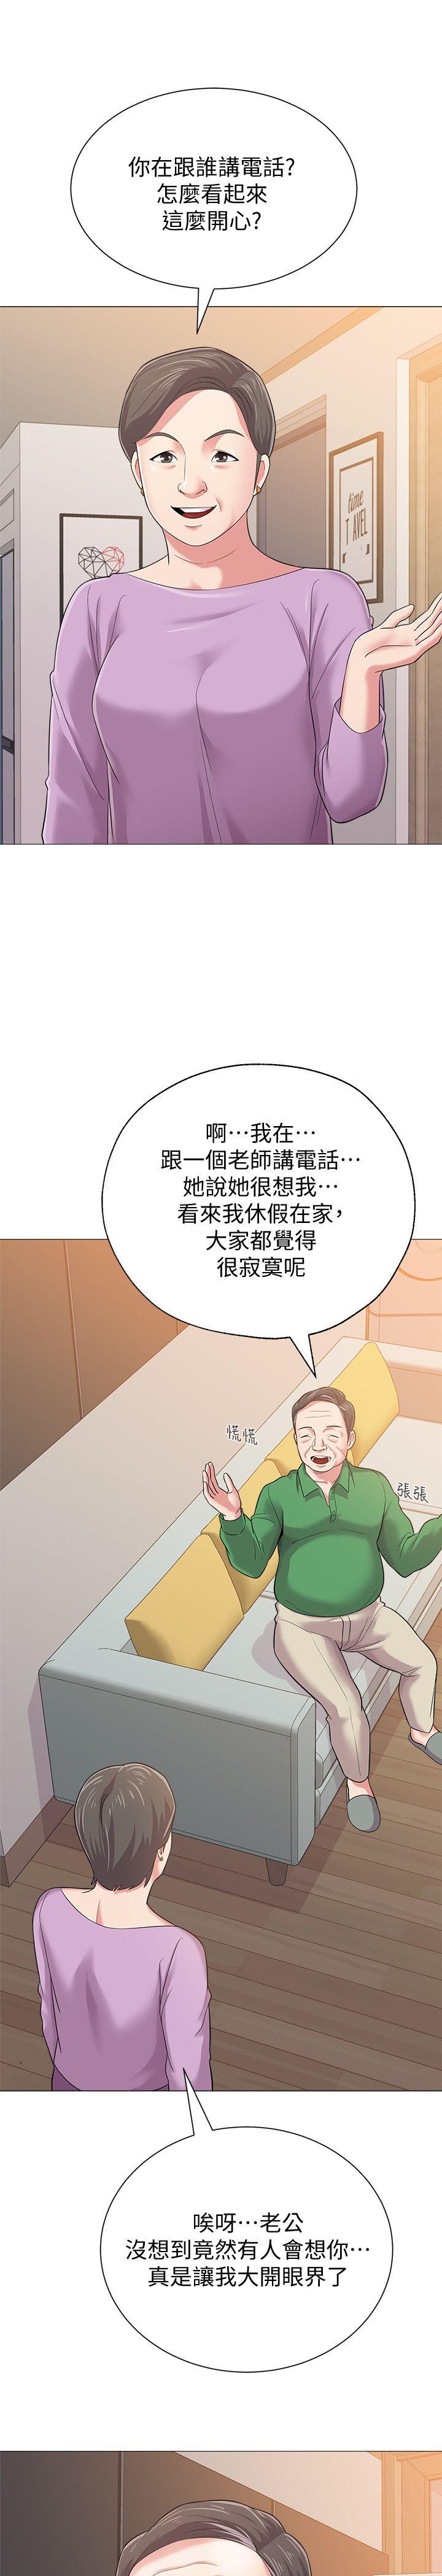 你在跟誰講電話?
怎麼看起來
這麼開心?
time
T AVEL
啊⋯我在⋯
跟一個老師講電話⋯
她說她很想我⋯
看來我休假在家,
大家都覺得
很寂寞呢
慌慌
張張
唉呀⋯老公
沒想到竟然有人會想你⋯
真是讓我大開眼界了